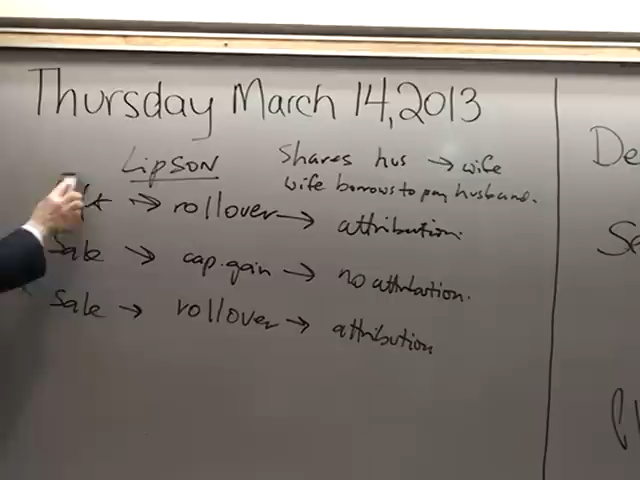 Thursday March 14, 2013
LIPSON
Shares hus → wife
wife borrows to pay husband.
→ rollover → attribution.
Sale → cap. gain → no attribution.
Sale → rollover → attribution
De
Se